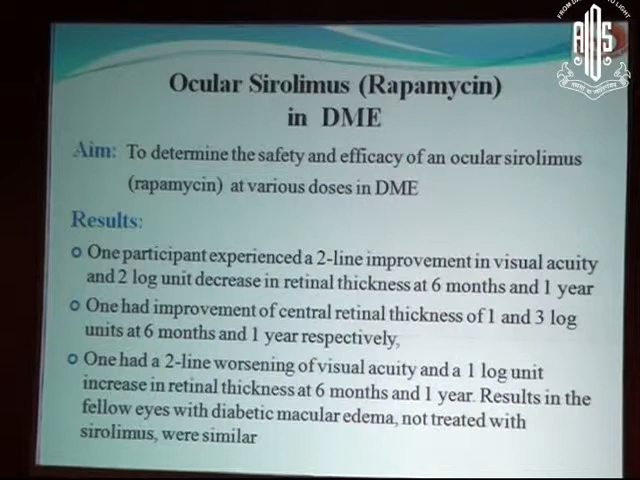 AIOS
Ocular Sirolimus (Rapamycin)
in DME
Aim: To determine the safety and efficacy of an ocular sirolimus
(rapamycin) at various doses in DME
Results:
One participant experienced a 2-line improvement in visual acuity
and 2 log unit decrease in retinal thickness at 6 months and 1 year
One had improvement of central retinal thickness of 1 and 3 log
units at 6 months and 1 year respectively,
One had a 2-line worsening of visual acuity and a 1 log unit
increase in retinal thickness at 6 months and 1 year. Results in the
fellow eyes with diabetic macular edema, not treated with
sirolimus, were similar